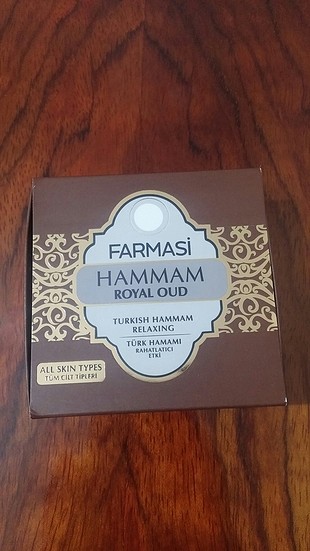 FARMASİ
HAMMAM
ROYAL OUD
TURKISH HAMMAM
RELAXING
TÜRK HAMAMI
RAHATLATICI
ETKİ
ALL SKIN TYPES
TÜM CİLT TİPLERİ